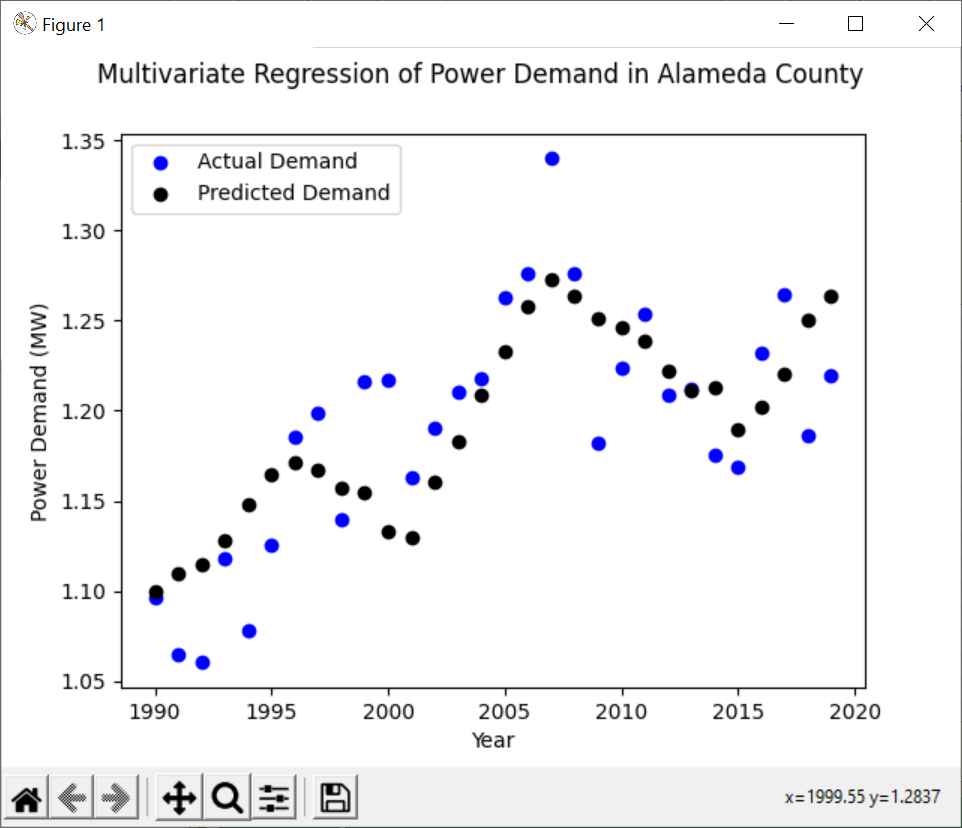 Figure 1
Multivariate Regression of Power Demand in Alameda County
Actual Demand
Predicted Demand
1.35
1.30
1.25
1.20
1.15
1.10
1.05
Power Demand (MW)
1990 1995 2000 2005 2010 2015 2020
Year
x=1999.55 y=1.2837